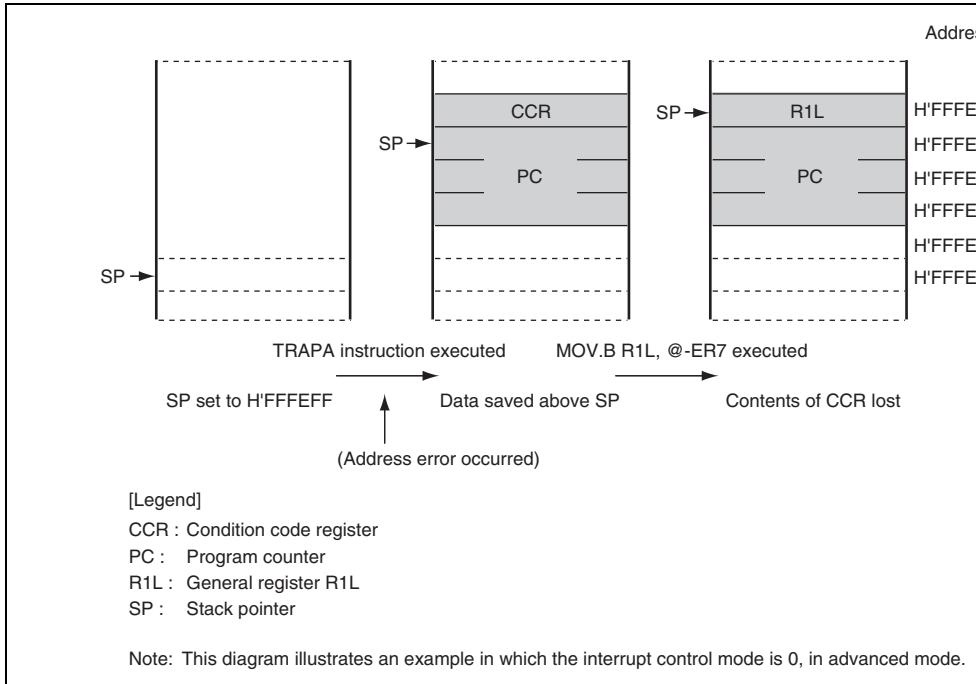 Addres
CCR
SP
R1L
H'FFFE
SP
H'FFFE
PC
PC
H'FFFE
H'FFFE
H'FFFE
SP
H'FFFE
TRAPA instruction executed
MOV.B R1L, @-ER7 executed
SP set to H'FFFEFF
Data saved above SP
Contents of CCR lost
(Address error occurred)
[Legend]
CCR : Condition code register
PC : Program counter
R1L : General register R1L
SP : Stack pointer
Note: This diagram illustrates an example in which the interrupt control mode is 0, in advanced mode.